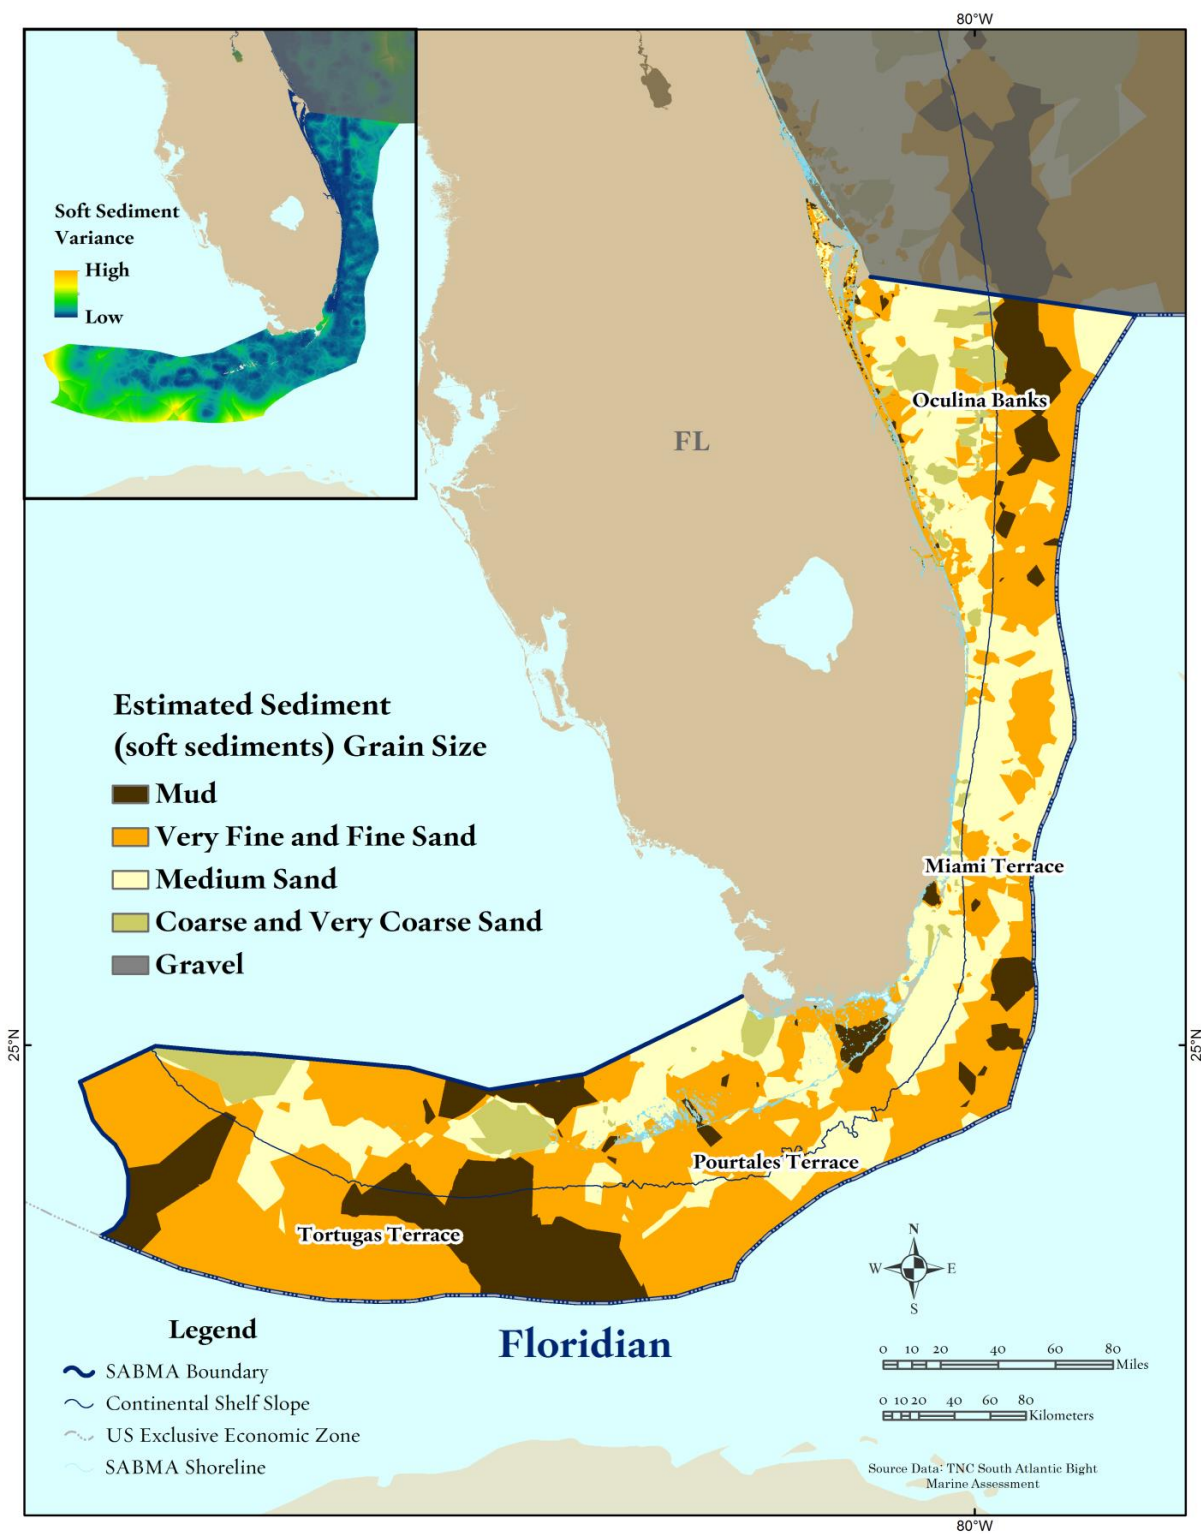 80°W
Soft Sediment
Variance
High
Low
FL
Oculina Banks
Estimated Sediment
(soft sediments) Grain Size
Mud
Very Fine and Fine Sand
Medium Sand
Coarse and Very Coarse Sand
Gravel
Miami Terrace
25°N
25°N
Pourtales Terrace
Tortugas Terrace
N
W E
S
Floridian
Legend
SABMA Boundary
Continental Shelf Slope
US Exclusive Economic Zone
SABMA Shoreline
0 10 20 40 60 80
Miles
0 10 20 40 60 80
Kilometers
Source Data: TNC South Atlantic Bight
Marine Assessment
80°W